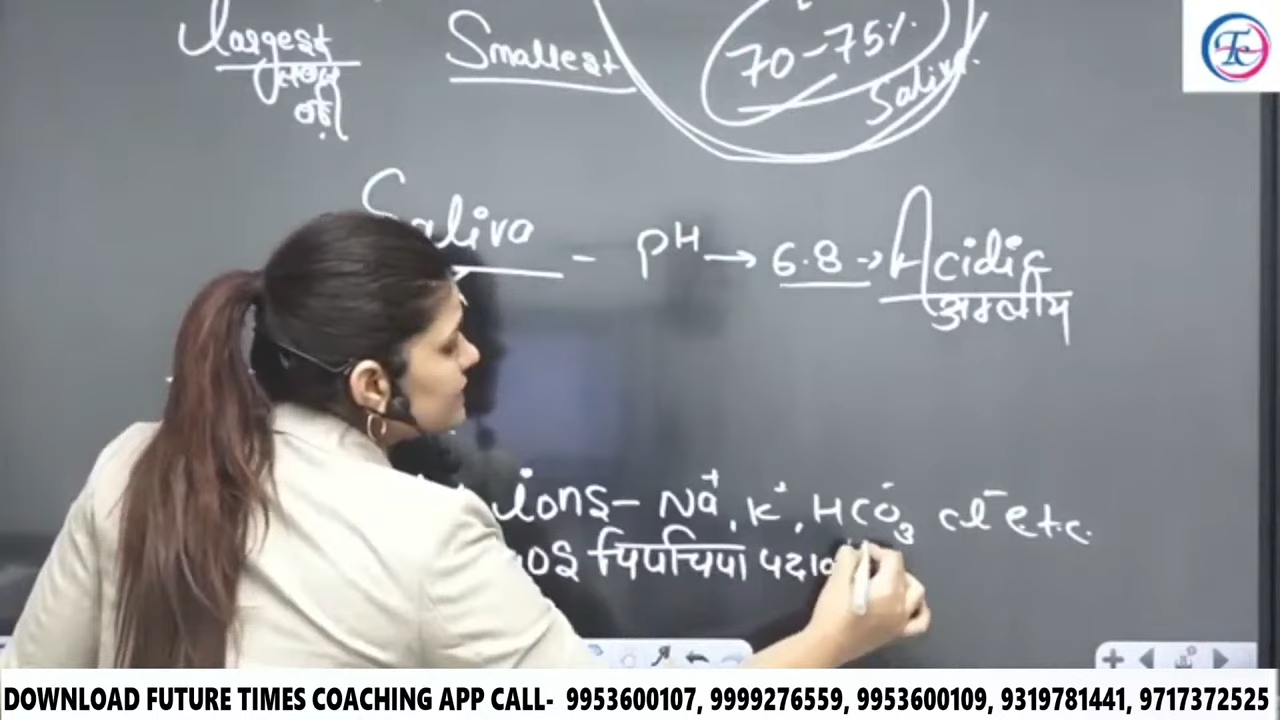 largest
Smallest
70-75%
Saliva
Saliva - pH → 6.8 → Acidic
अम्लीय
ions - Na⁺, K⁺, HCO₃⁻ Cl⁻ etc.
चिपचिपा
Tc
DOWNLOAD FUTURE TIMES COACHING APP CALL- 9953600107, 9999276559, 9953600109, 9319781441, 9717372525